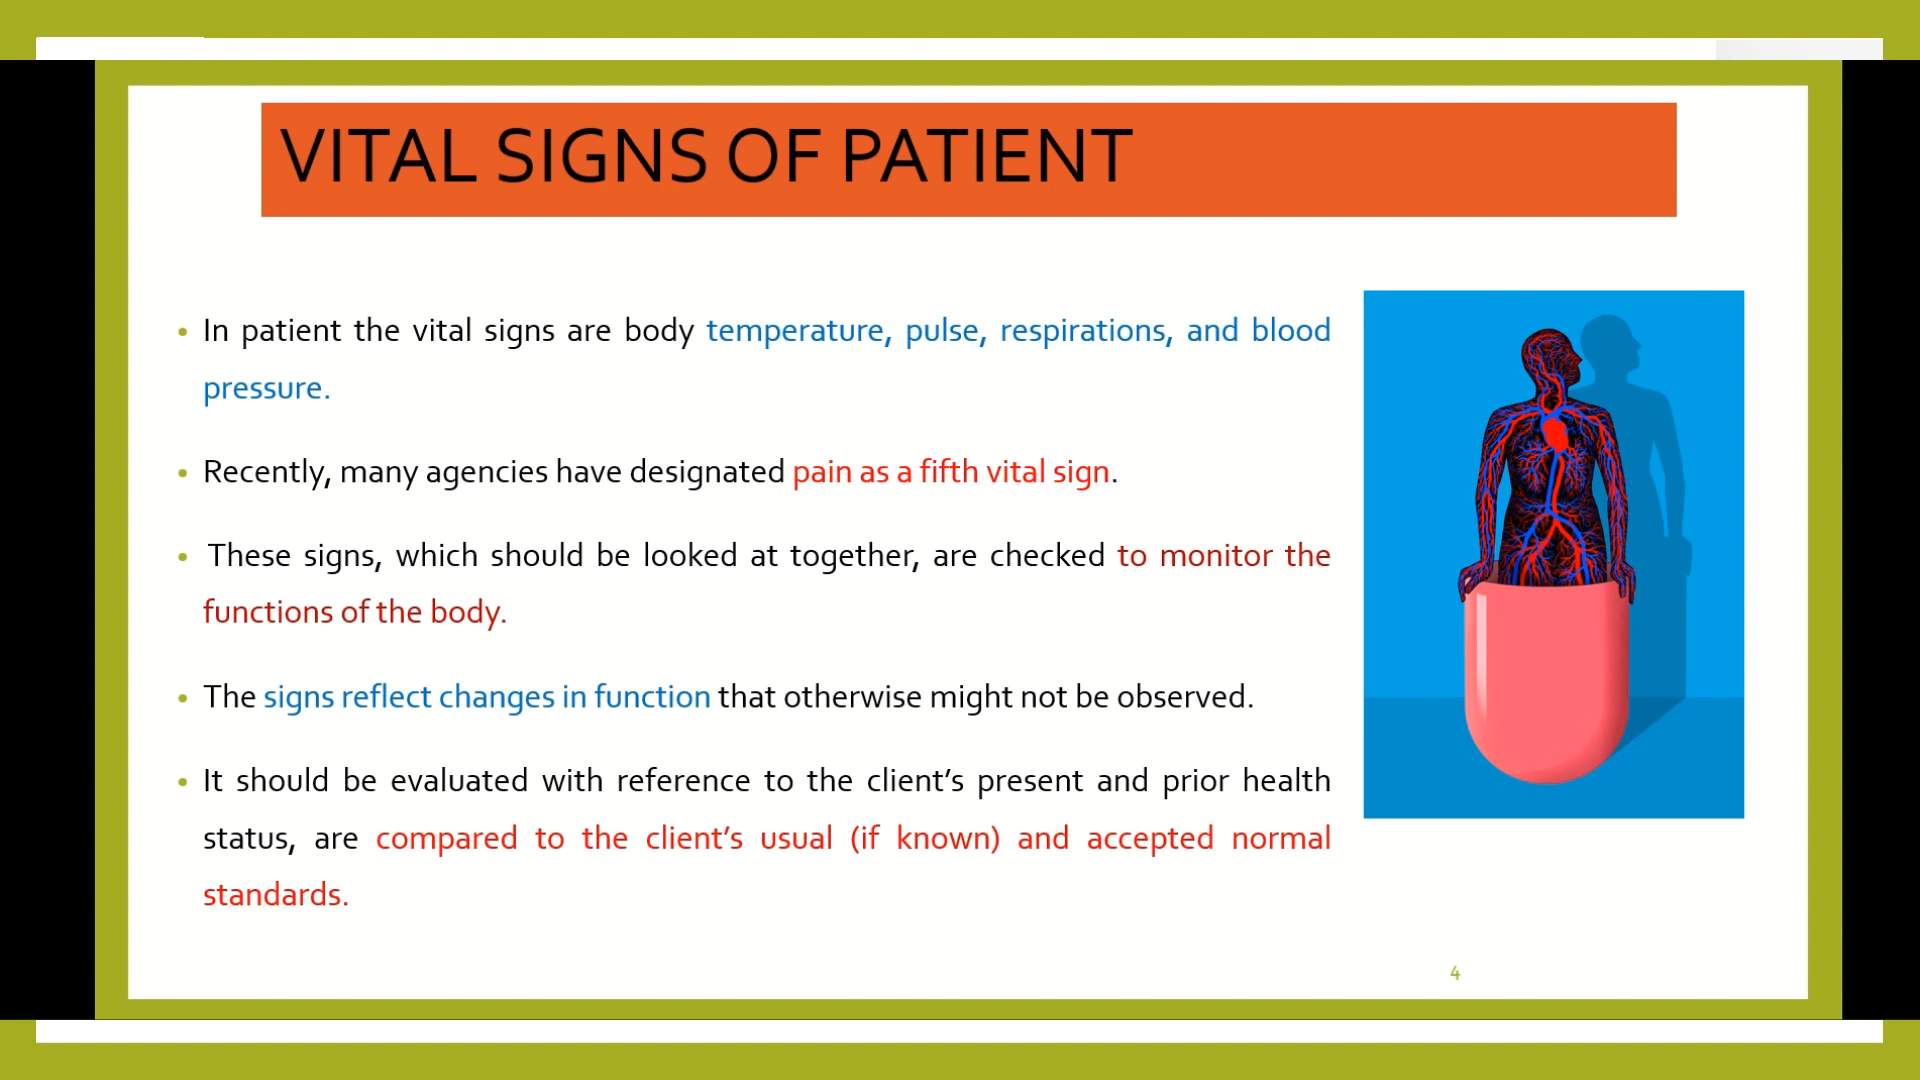 VITAL SIGNS OF PATIENT
• In patient the vital signs are body temperature, pulse, respirations, and blood
pressure.
• Recently, many agencies have designated pain as a fifth vital sign.
• These signs, which should be looked at together, are checked to monitor the
functions of the body.
• The signs reflect changes in function that otherwise might not be observed.
• It should be evaluated with reference to the client’s present and prior health
status, are compared to the client’s usual (if known) and accepted normal
standards.
4